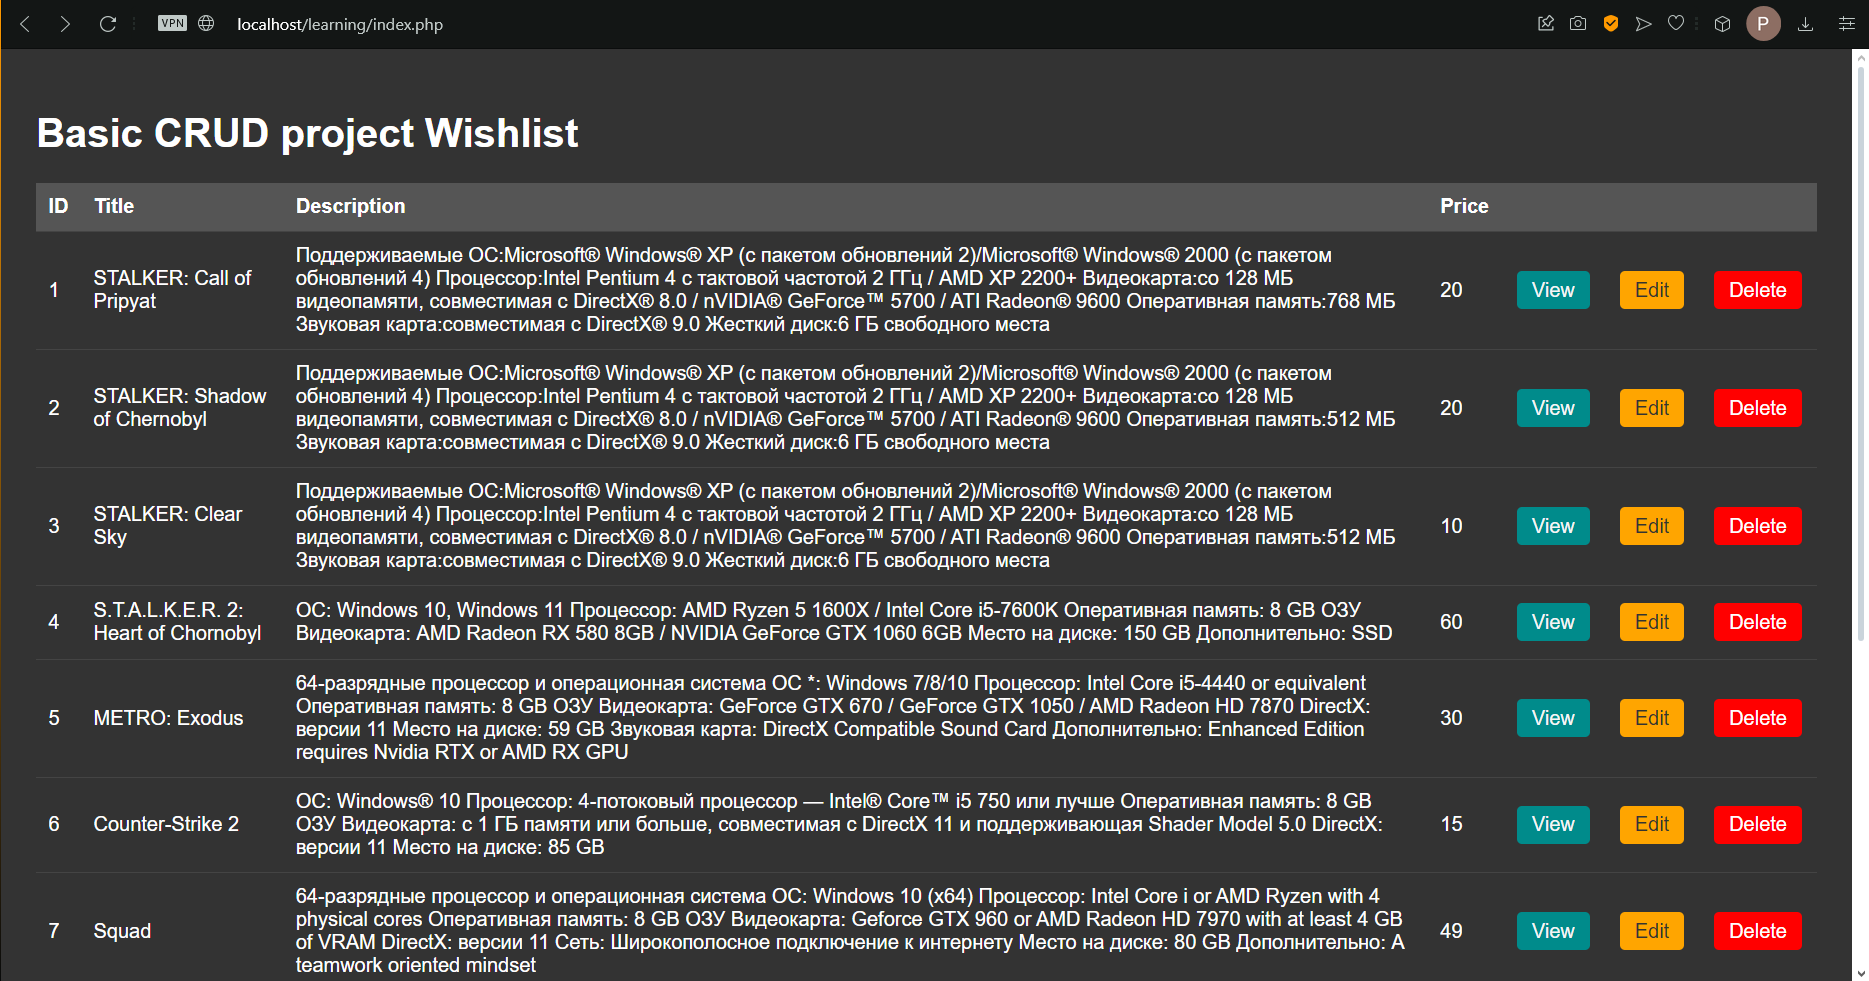 VPN localhost/learning/index.php P
Basic CRUD project Wishlist
ID Title Description Price
1
STALKER: Call of
Pripyat
Поддерживаемые ОС:Microsoft® Windows® XP (с пакетом обновлений 2)/Microsoft® Windows® 2000 (с пакетом
обновлений 4) Процессор:Intel Pentium 4 с тактовой частотой 2 ГГц / AMD XP 2200+ Видеокарта:со 128 МБ
видеопамяти, совместимая с DirectX® 8.0 / nVIDIA® GeForce™ 5700 / ATI Radeon® 9600 Оперативная память:768 МБ
Звуковая карта:совместимая с DirectX® 9.0 Жесткий диск:6 ГБ свободного места
20 View Edit Delete
2
STALKER: Shadow
of Chernobyl
Поддерживаемые ОС:Microsoft® Windows® XP (с пакетом обновлений 2)/Microsoft® Windows® 2000 (с пакетом
обновлений 4) Процессор:Intel Pentium 4 с тактовой частотой 2 ГГц / AMD XP 2200+ Видеокарта:со 128 МБ
видеопамяти, совместимая с DirectX® 8.0 / nVIDIA® GeForce™ 5700 / ATI Radeon® 9600 Оперативная память:512 МБ
Звуковая карта:совместимая с DirectX® 9.0 Жесткий диск:6 ГБ свободного места
20 View Edit Delete
3
STALKER: Clear
Sky
Поддерживаемые ОС:Microsoft® Windows® XP (с пакетом обновлений 2)/Microsoft® Windows® 2000 (с пакетом
обновлений 4) Процессор:Intel Pentium 4 с тактовой частотой 2 ГГц / AMD XP 2200+ Видеокарта:со 128 МБ
видеопамяти, совместимая с DirectX® 8.0 / nVIDIA® GeForce™ 5700 / ATI Radeon® 9600 Оперативная память:512 МБ
Звуковая карта:совместимая с DirectX® 9.0 Жесткий диск:6 ГБ свободного места
10 View Edit Delete
4
S.T.A.L.K.E.R. 2:
Heart of Chornobyl
ОС: Windows 10, Windows 11 Процессор: AMD Ryzen 5 1600X / Intel Core i5-7600K Оперативная память: 8 GB ОЗУ
Видеокарта: AMD Radeon RX 580 8GB / NVIDIA GeForce GTX 1060 6GB Место на диске: 150 GB Дополнительно: SSD
60 View Edit Delete
5
METRO: Exodus
64-разрядные процессор и операционная система ОС *: Windows 7/8/10 Процессор: Intel Core i5-4440 or equivalent
Оперативная память: 8 GB ОЗУ Видеокарта: GeForce GTX 670 / GeForce GTX 1050 / AMD Radeon HD 7870 DirectX:
версии 11 Место на диске: 59 GB Звуковая карта: DirectX Compatible Sound Card Дополнительно: Enhanced Edition
requires Nvidia RTX or AMD RX GPU
30 View Edit Delete
6
Counter-Strike 2
ОС: Windows® 10 Процессор: 4-потоковый процессор — Intel® Core™ i5 750 или лучше Оперативная память: 8 GB
ОЗУ Видеокарта: с 1 ГБ памяти или больше, совместимая с DirectX 11 и поддерживающая Shader Model 5.0 DirectX:
версии 11 Место на диске: 85 GB
15 View Edit Delete
7
Squad
64-разрядные процессор и операционная система ОС: Windows 10 (x64) Процессор: Intel Core i or AMD Ryzen with 4
physical cores Оперативная память: 8 GB ОЗУ Видеокарта: Geforce GTX 960 or AMD Radeon HD 7970 with at least 4 GB
of VRAM DirectX: версии 11 Сеть: Широкополосное подключение к интернету Место на диске: 80 GB Дополнительно: A
teamwork oriented mindset
49 View Edit Delete